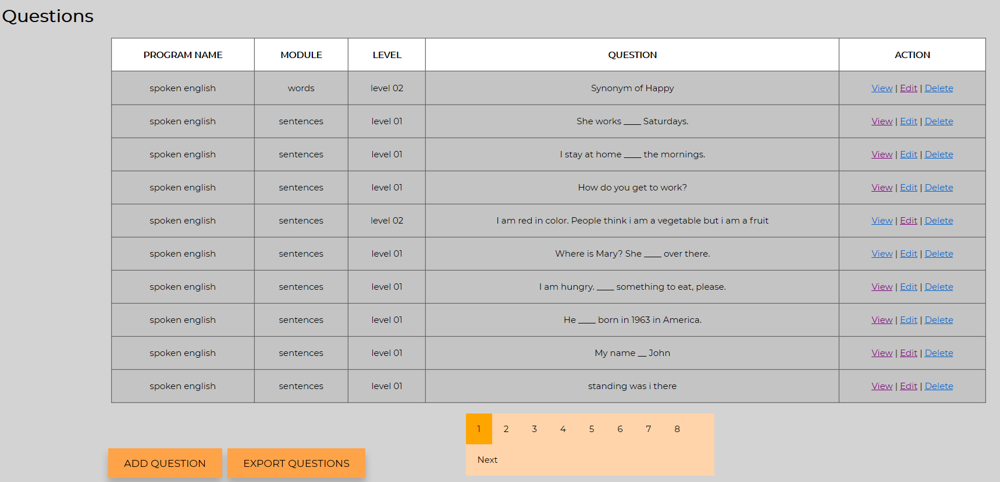 Questions
PROGRAM NAME MODULE LEVEL QUESTION ACTION
spoken english words level 02 Synonym of Happy View | Edit | Delete
spoken english sentences level 01 She works ____ Saturdays. View | Edit | Delete
spoken english sentences level 01 I stay at home ____ the mornings. View | Edit | Delete
spoken english sentences level 01 How do you get to work? View | Edit | Delete
spoken english sentences level 02 I am red in color. People think i am a vegetable but i am a fruit View | Edit | Delete
spoken english sentences level 01 Where is Mary? She ____ over there. View | Edit | Delete
spoken english sentences level 01 I am hungry. ____ something to eat, please. View | Edit | Delete
spoken english sentences level 01 He ____ born in 1963 in America. View | Edit | Delete
spoken english sentences level 01 My name __ John View | Edit | Delete
spoken english sentences level 01 standing was i there View | Edit | Delete
1 2 3 4 5 6 7 8
Next
ADD QUESTION EXPORT QUESTIONS